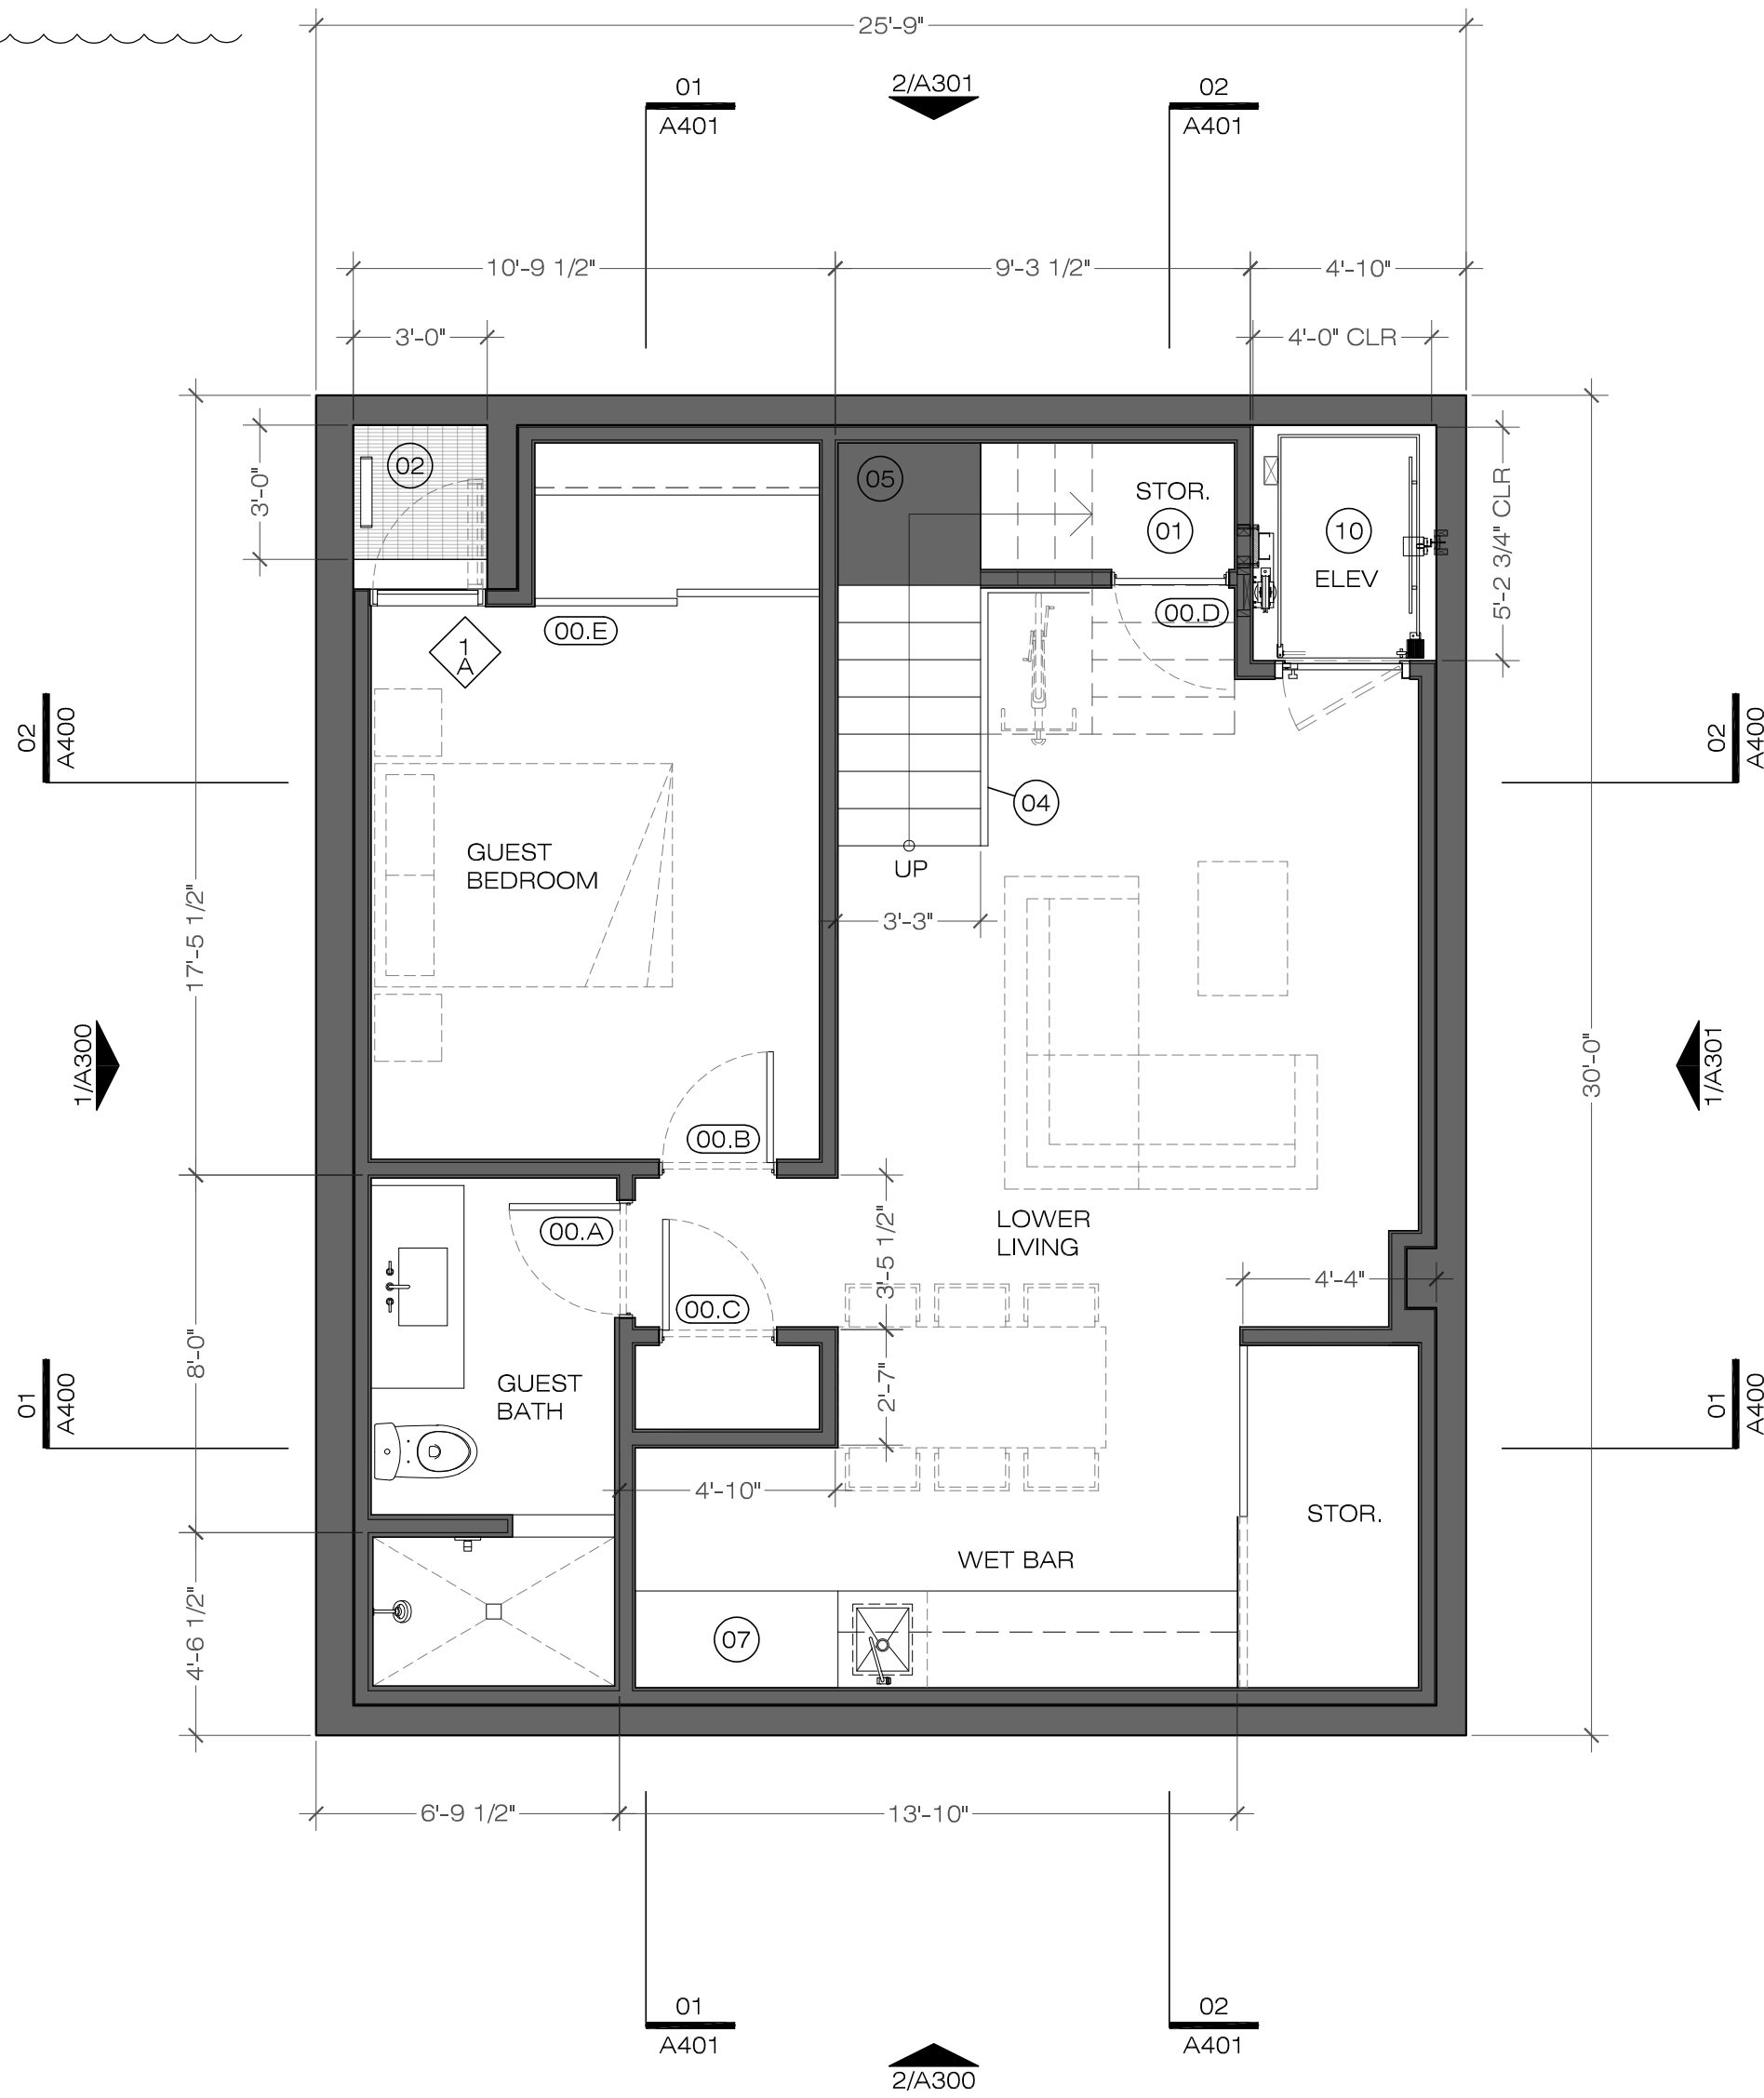 25'-9"
01
A401
2/A301
02
A401
10'-9 1/2"
9'-3 1/2"
4'-10"
3'-0"
4'-0" CLR
02
3'-0"
05
STOR.
01
10
ELEV
5'-2 3/4" CLR
00.D
00.E
1
A
02
A400
02
A400
04
GUEST
BEDROOM
UP
3'-3"
17'-5 1/2"
1/A300
30'-0"
1/A301
00.B
00.A
LOWER
LIVING
3'-5 1/2"
4'-4"
00.C
8'-0"
01
A400
GUEST
BATH
2'-7"
01
A400
4'-10"
STOR.
WET BAR
4'-6 1/2"
07
6'-9 1/2"
13'-10"
01
A401
02
A401
2/A300